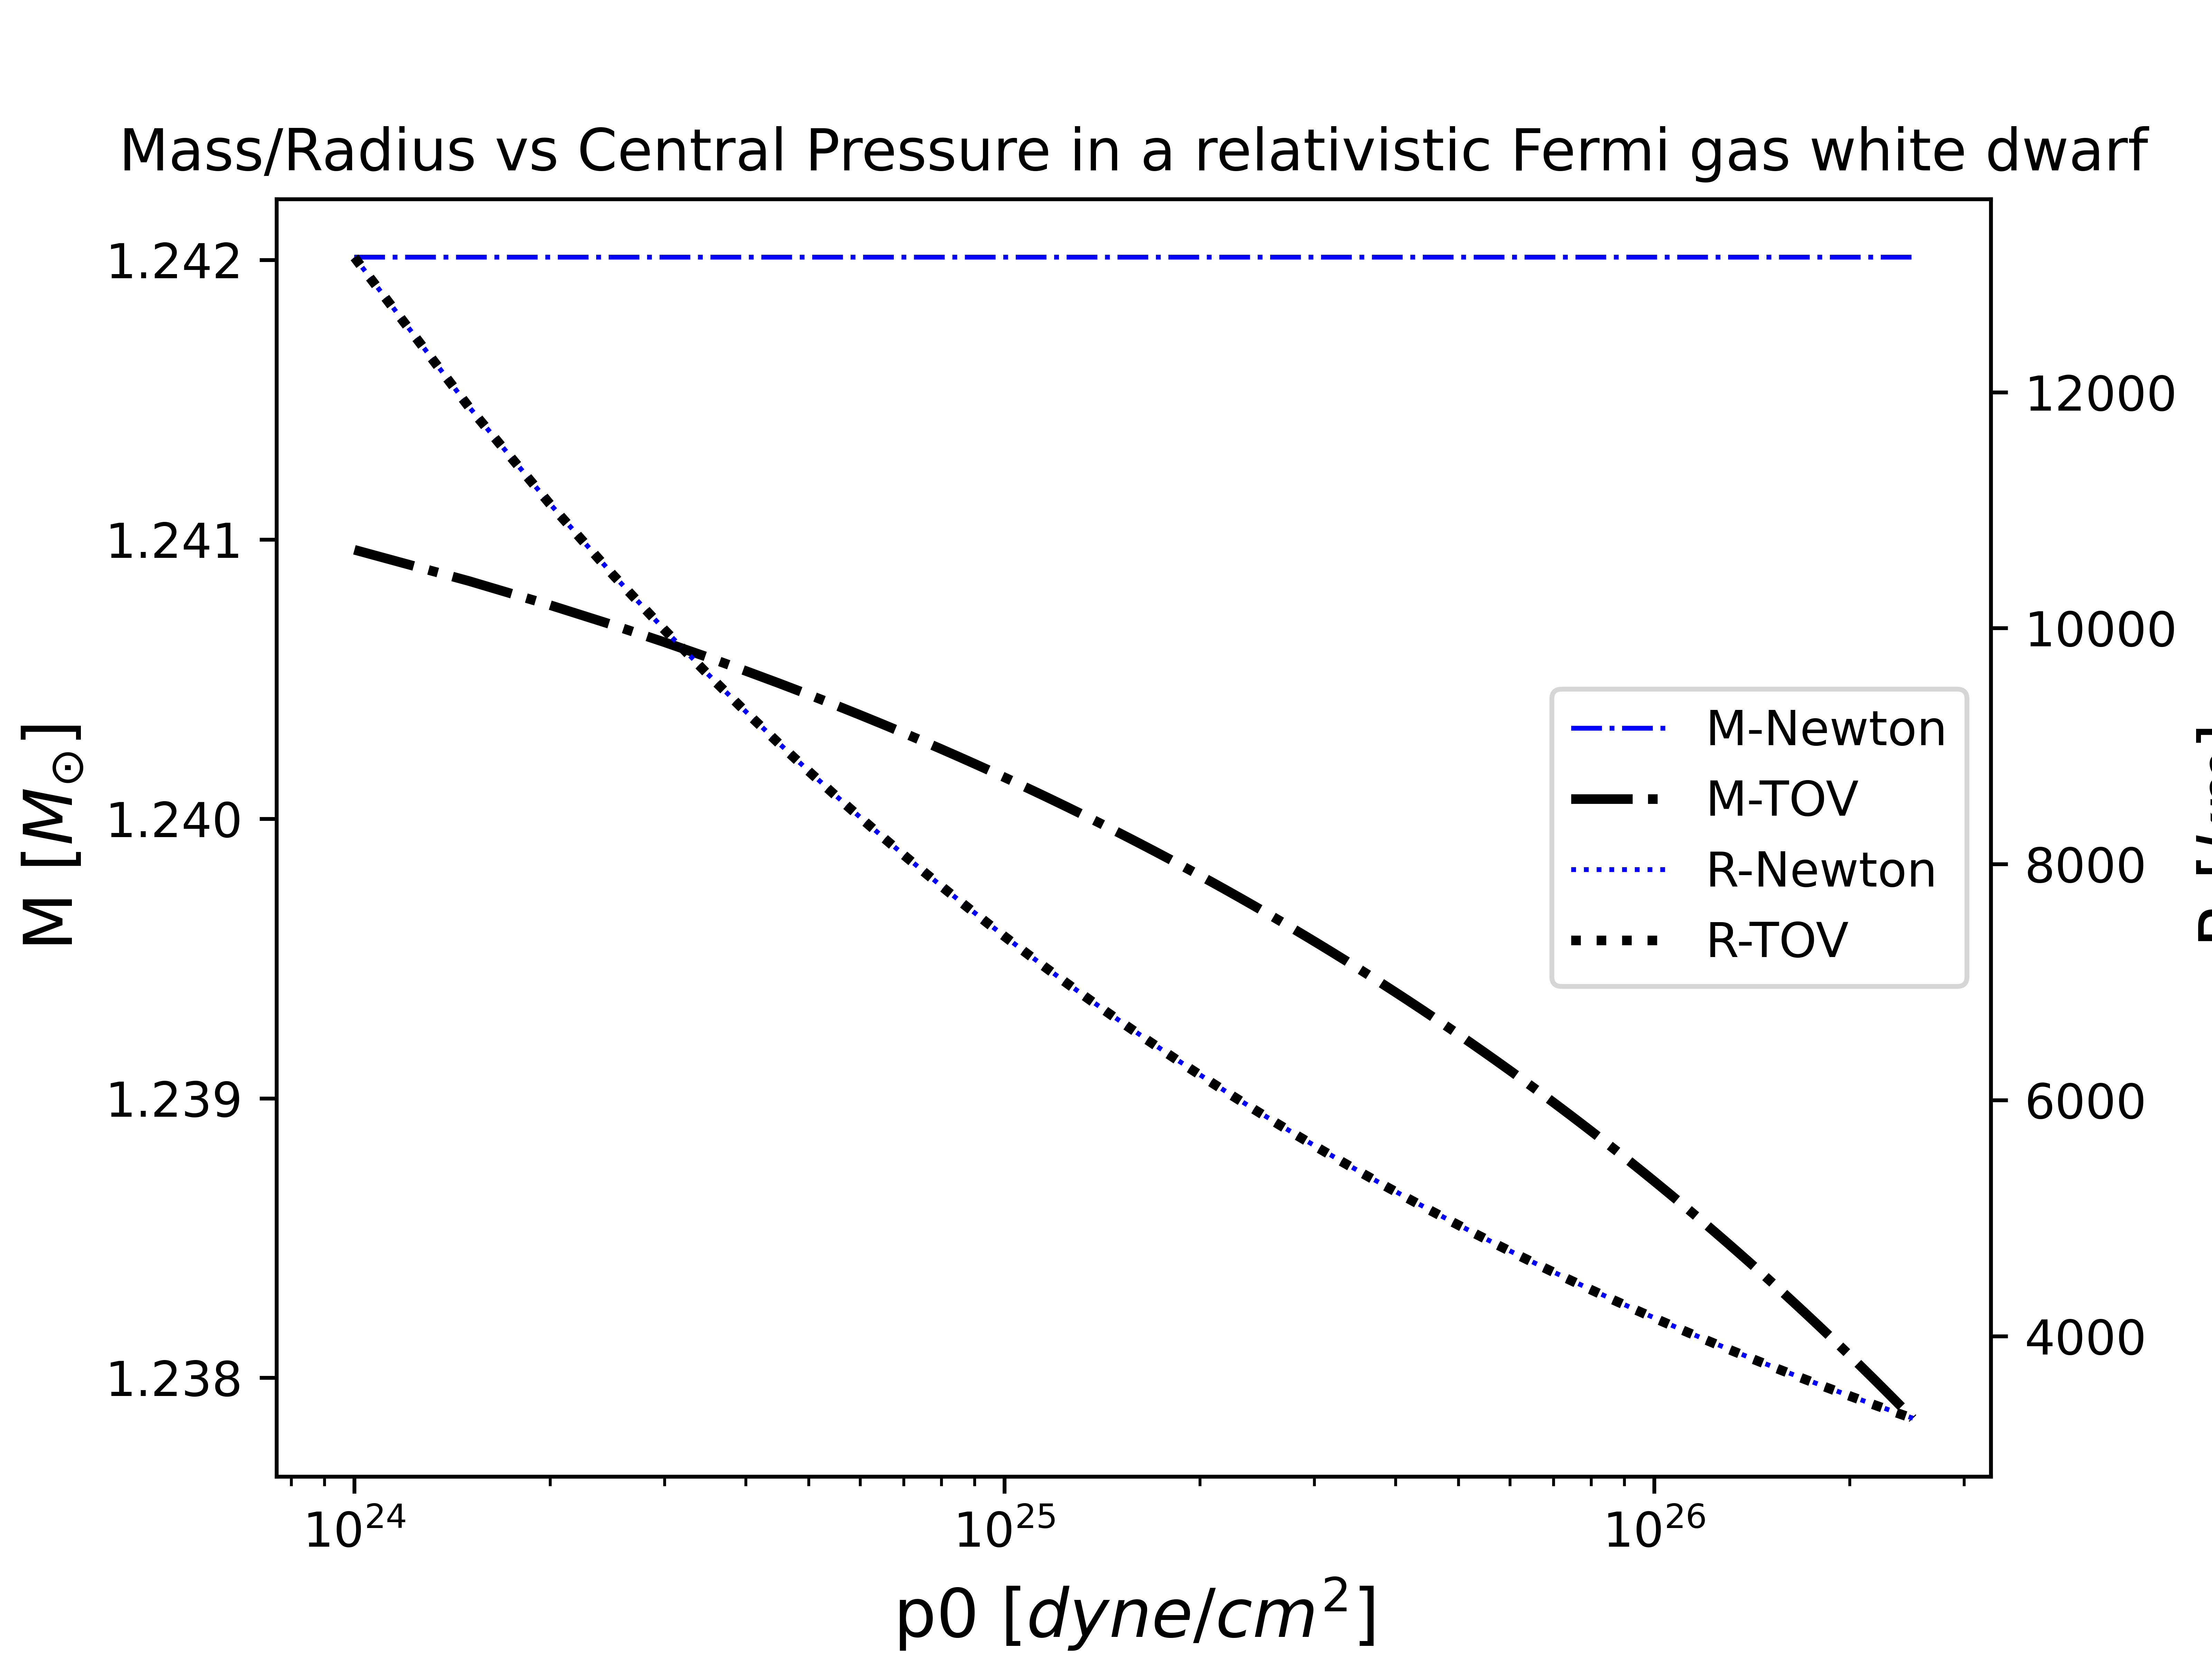 Mass/Radius vs Central Pressure in a relativistic Fermi gas white dwarf
M [M⊙]
1.242
1.241
1.240
1.239
1.238
12000
10000
8000
6000
4000
M-Newton
M-TOV
R-Newton
R-TOV
10²⁴
10²⁵
10²⁶
p0 [dyne/cm²]